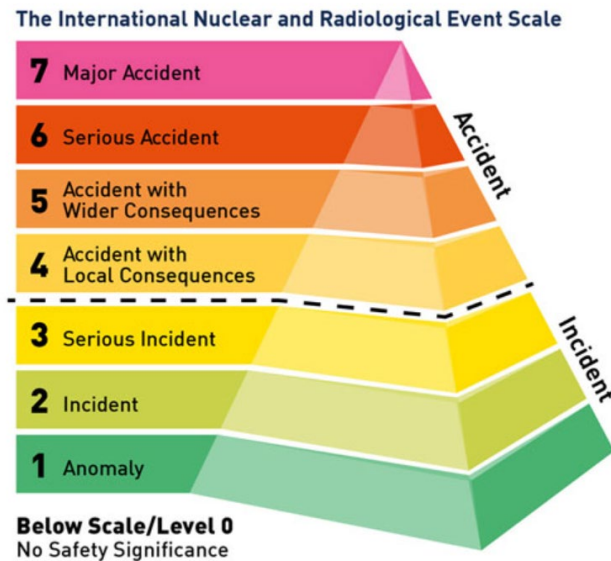 The International Nuclear and Radiological Event Scale
7 Major Accident
6 Serious Accident
5 Accident with
Wider Consequences
4 Accident with
Local Consequences
3 Serious Incident
2 Incident
1 Anomaly
Accident
Incident
Below Scale/Level 0
No Safety Significance